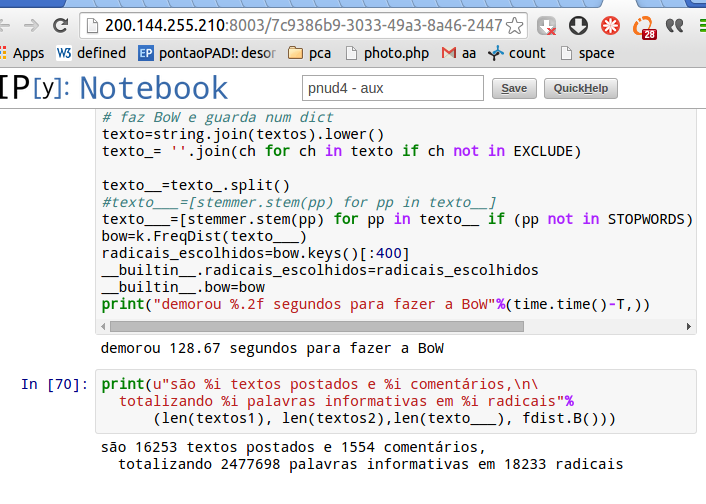 200.144.255.210:8003/7c9386b9-3033-49a3-8a46-2447
28
Apps W3 defined EP pontaoPAD!: desor pca photo.php aa count space
IP[y]: Notebook pnud4 - aux Save QuickHelp
# faz BoW e guarda num dict
texto=string.join(textos).lower()
texto_= ''.join(ch for ch in texto if ch not in EXCLUDE)
texto__=texto_.split()
#texto___=[stemmer.stem(pp) for pp in texto__]
texto___=[stemmer.stem(pp) for pp in texto__ if (pp not in STOPWORDS)
bow=k.FreqDist(texto___)
radicais_escolhidos=bow.keys()[:400]
__builtin__.radicais_escolhidos=radicais_escolhidos
__builtin__.bow=bow
print("demorou %.2f segundos para fazer a BoW"%(time.time()-T,))
demorou 128.67 segundos para fazer a BoW
In [70]: print(u"são %i textos postados e %i comentários,\n\
totalizando %i palavras informativas em %i radicais"%
(len(textos1), len(textos2),len(texto___), fdist.B()))
são 16253 textos postados e 1554 comentários,
totalizando 2477698 palavras informativas em 18233 radicais